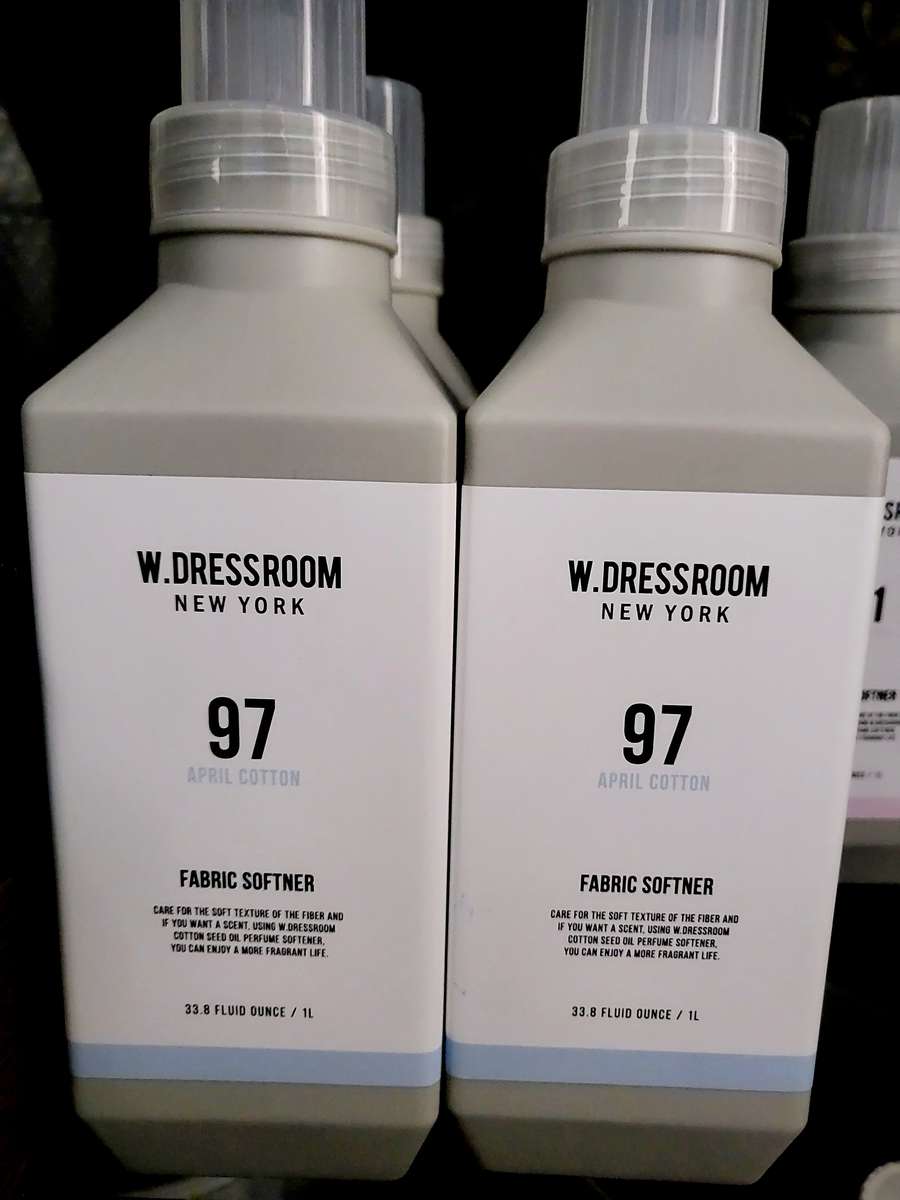 W.DRESSROOM
NEW YORK
97
APRIL COTTON
FABRIC SOFTNER
CARE FOR THE SOFT TEXTURE OF THE FIBER AND
IF YOU WANT A SCENT, USING W.DRESSROOM
COTTON SEED OIL PERFUME SOFTENER,
YOU CAN ENJOY A MORE FRAGRANT LIFE.
33.8 FLUID OUNCE / 1L
W.DRESSROOM
NEW YORK
97
APRIL COTTON
FABRIC SOFTNER
CARE FOR THE SOFT TEXTURE OF THE FIBER AND
IF YOU WANT A SCENT, USING W.DRESSROOM
COTTON SEED OIL PERFUME SOFTENER,
YOU CAN ENJOY A MORE FRAGRANT LIFE.
33.8 FLUID OUNCE / 1L